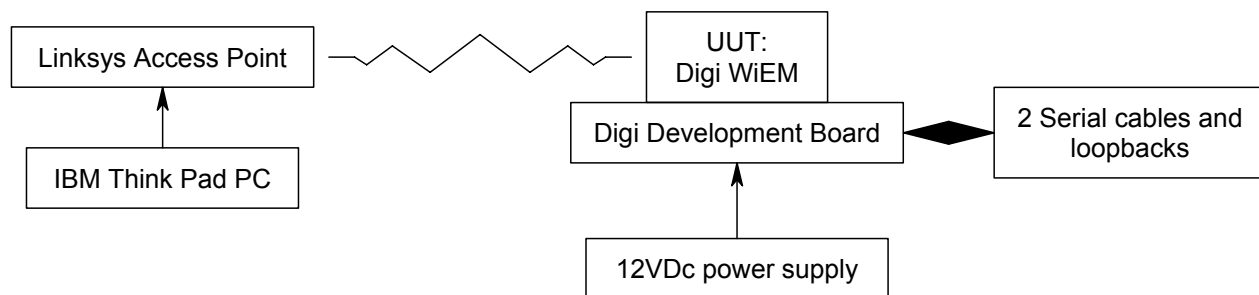 Linksys Access Point
UUT:
Digi WiEM
Digi Development Board
2 Serial cables and
loopbacks
IBM Think Pad PC
12VDc power supply